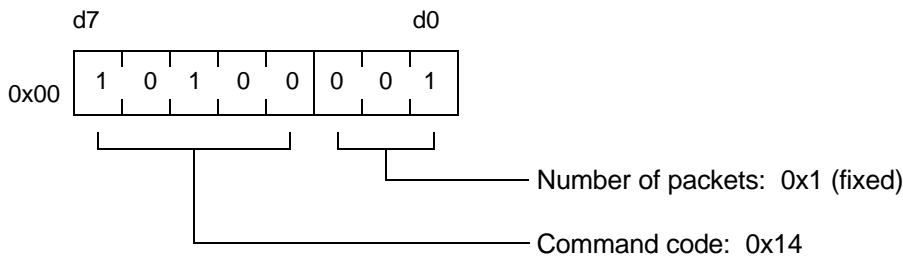 d7 d0
0x00 1 0 1 0 0 0 0 1
Number of packets: 0x1 (fixed)
Command code: 0x14